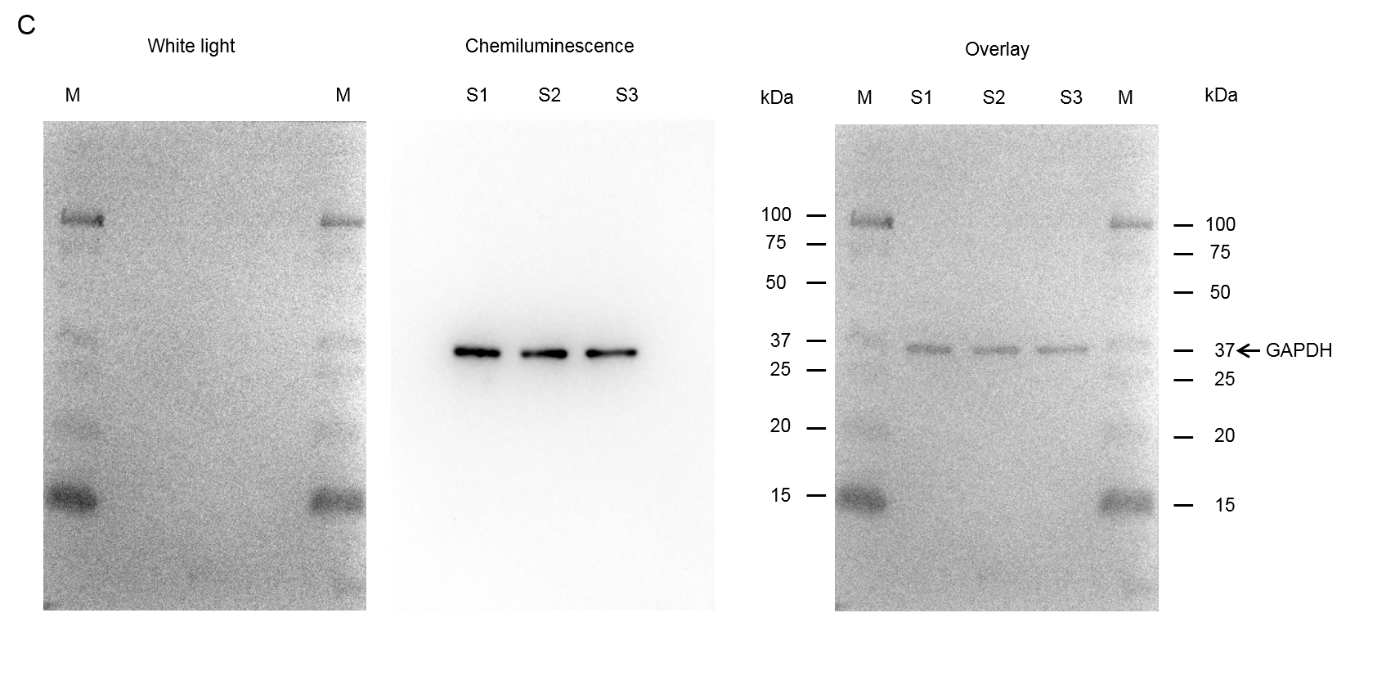 C
White light
M M
Chemiluminescence
S1 S2 S3
Overlay
kDa M S1 S2 S3 M kDa
100
75
50
37
25
20
15
100
75
50
37 GAPDH
25
20
15